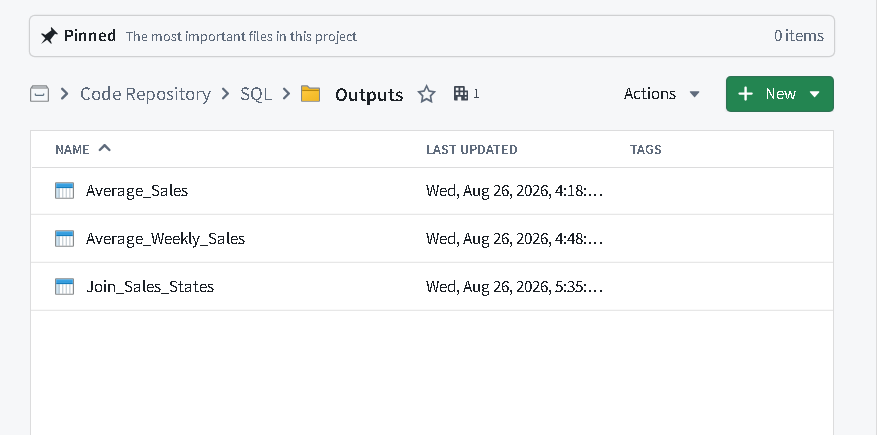 Pinned The most important files in this project 0 items
Code Repository SQL Outputs 1 Actions New
NAME LAST UPDATED TAGS
Average_Sales Wed, Aug 26, 2026, 4:18:...
Average_Weekly_Sales Wed, Aug 26, 2026, 4:48:...
Join_Sales_States Wed, Aug 26, 2026, 5:35:...